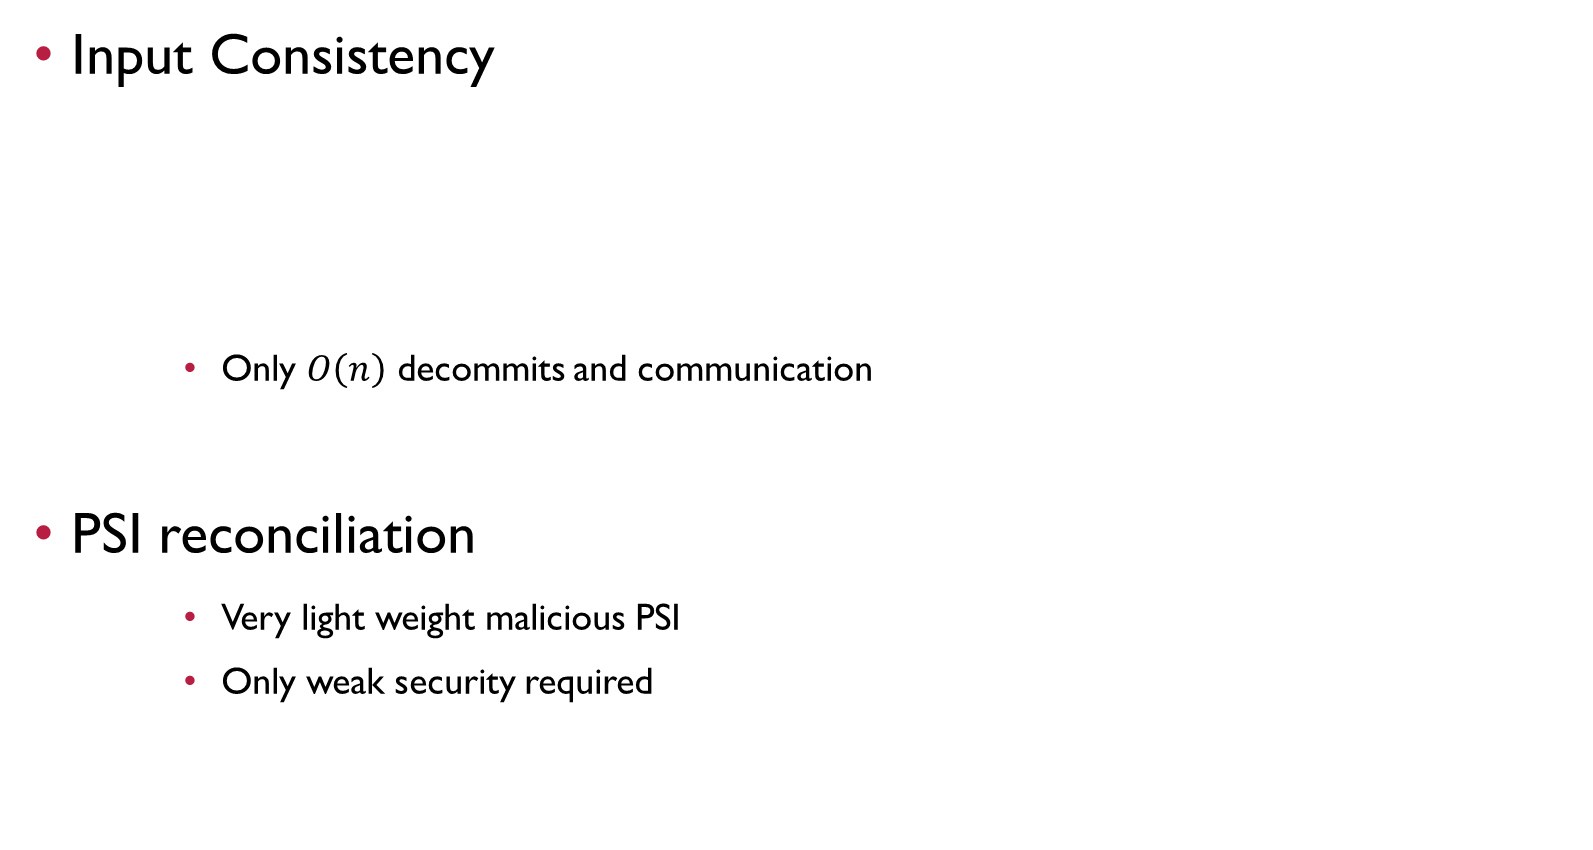 • Input Consistency
• Only O(n) decommits and communication
• PSI reconciliation
• Very light weight malicious PSI
• Only weak security required